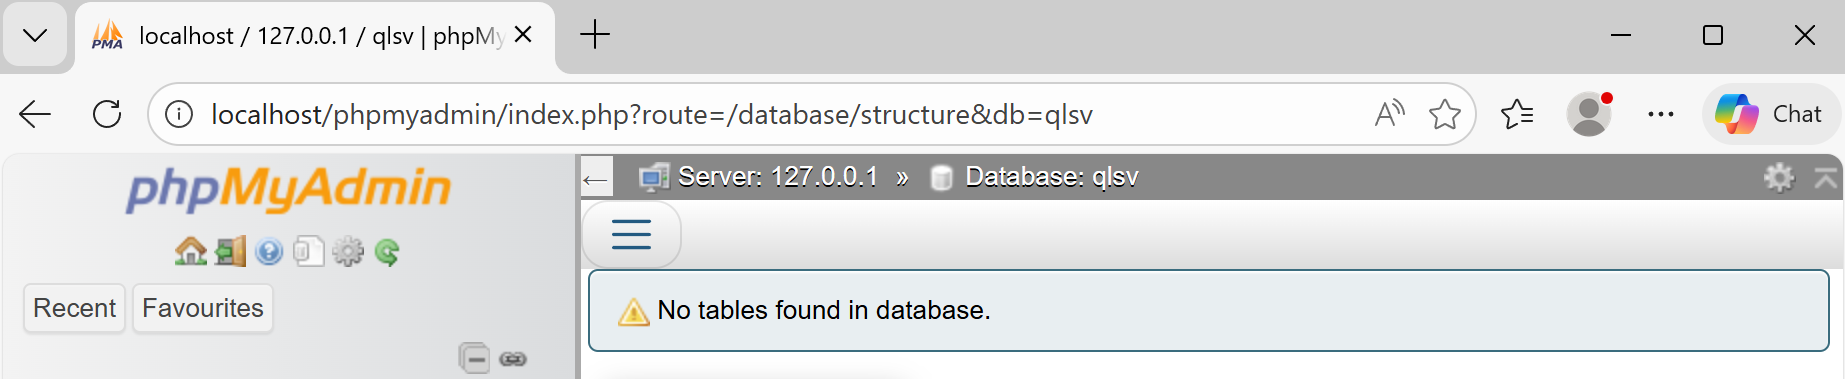 localhost / 127.0.0.1 / qlsv | phpMy
localhost/phpmyadmin/index.php?route=/database/structure&db=qlsv
Chat
phpMyAdmin
Server: 127.0.0.1 » Database: qlsv
Recent Favourites
No tables found in database.